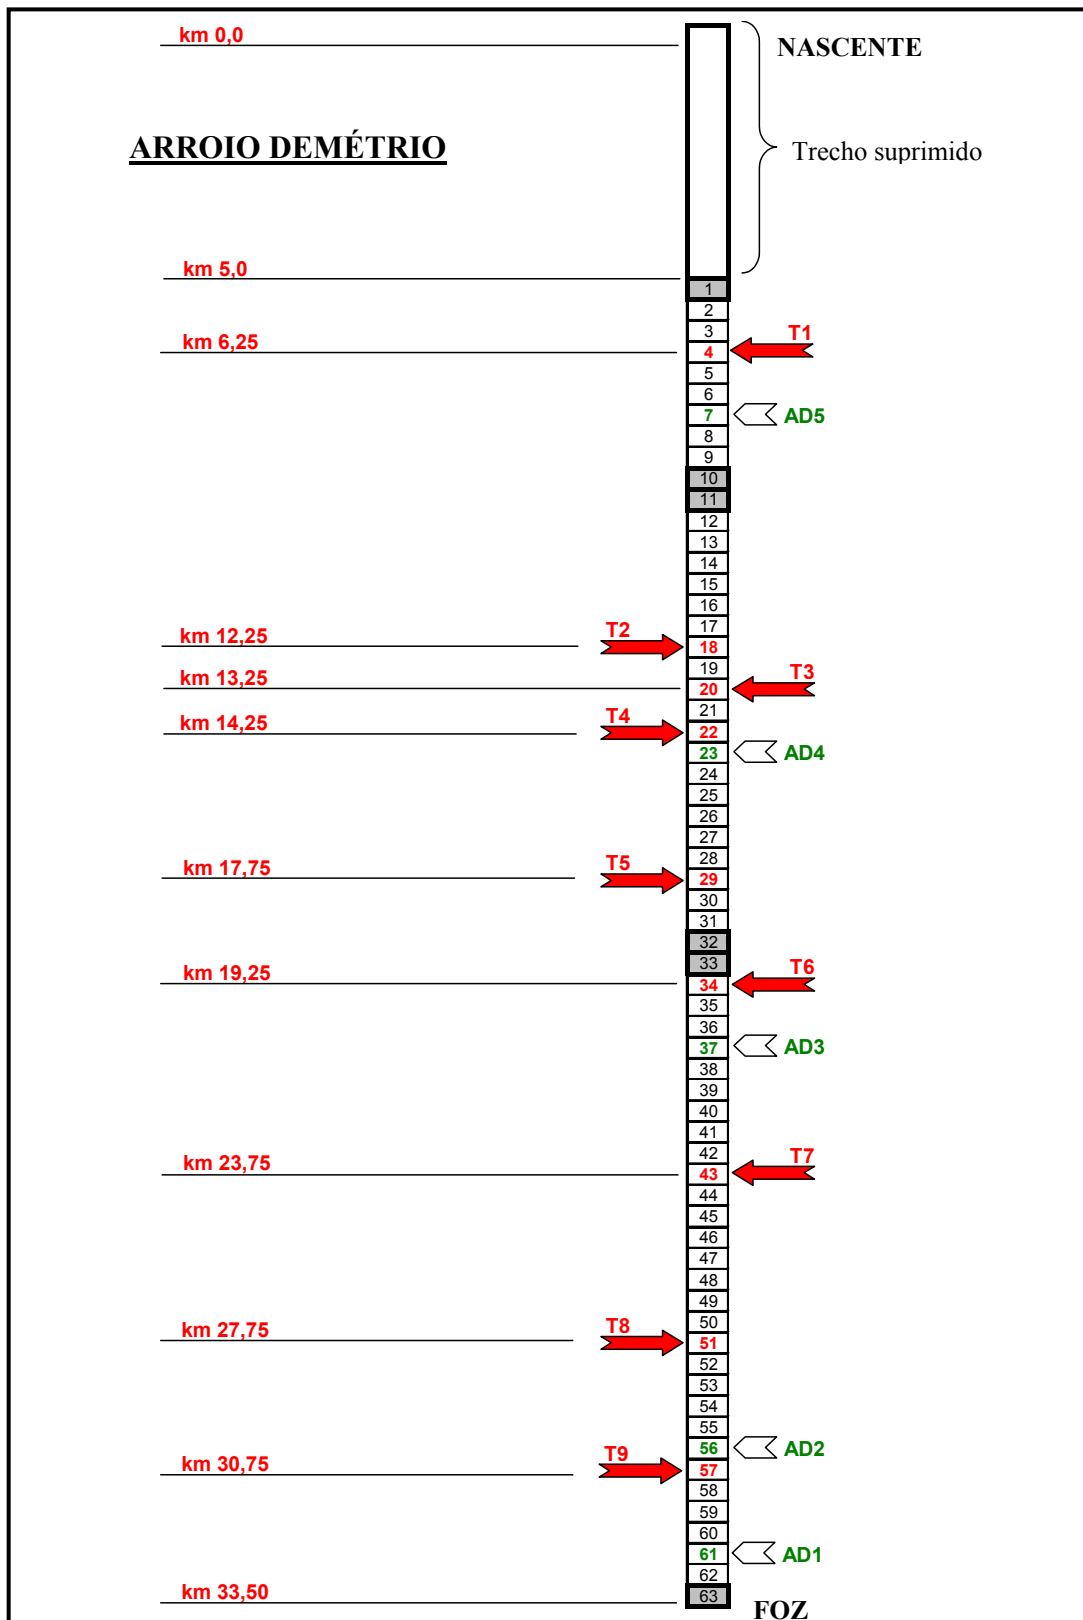 km 0,0
NASCENTE
ARROIO DEMÉTRIO
Trecho suprimido
km 5,0
1
2
3
T1
km 6,25
4
5
6
7
AD5
8
9
10
11
12
13
14
15
16
17
T2
km 12,25
18
19
T3
km 13,25
20
21
T4
km 14,25
22
23
AD4
24
25
26
27
28
T5
km 17,75
29
30
31
32
33
T6
km 19,25
34
35
36
37
AD3
38
39
40
41
42
T7
km 23,75
43
44
45
46
47
48
49
50
T8
km 27,75
51
52
53
54
55
56
AD2
T9
km 30,75
57
58
59
60
61
AD1
62
km 33,50
63
FOZ